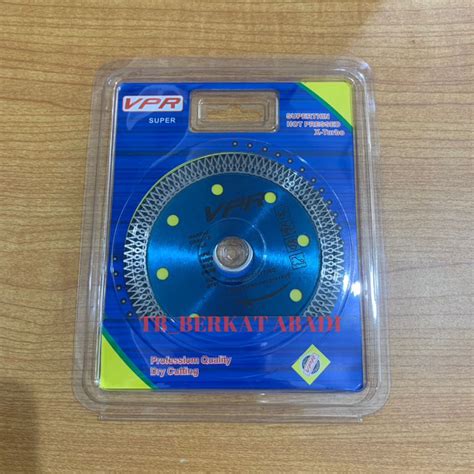 VPR
SUPER
SUPERTHIN
HOT PRESSED
X-Turbo
VPR
TB_BERKAT ABADI
Profession Quality
Dry Cutting